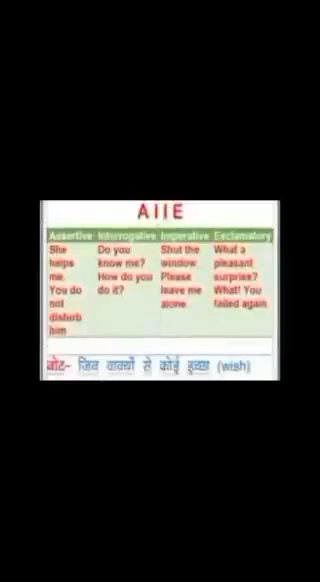 A I I E
Assertive Interrogative Imperative Exclamatory
She Do you Shut the What a
helps know me? window. pleasant
me. How do you Please surprise?
You do do it? leave me What! You
not alone. failed again.
disturb
him
नोट- जिन वाक्यों से कोई इच्छा (wish)